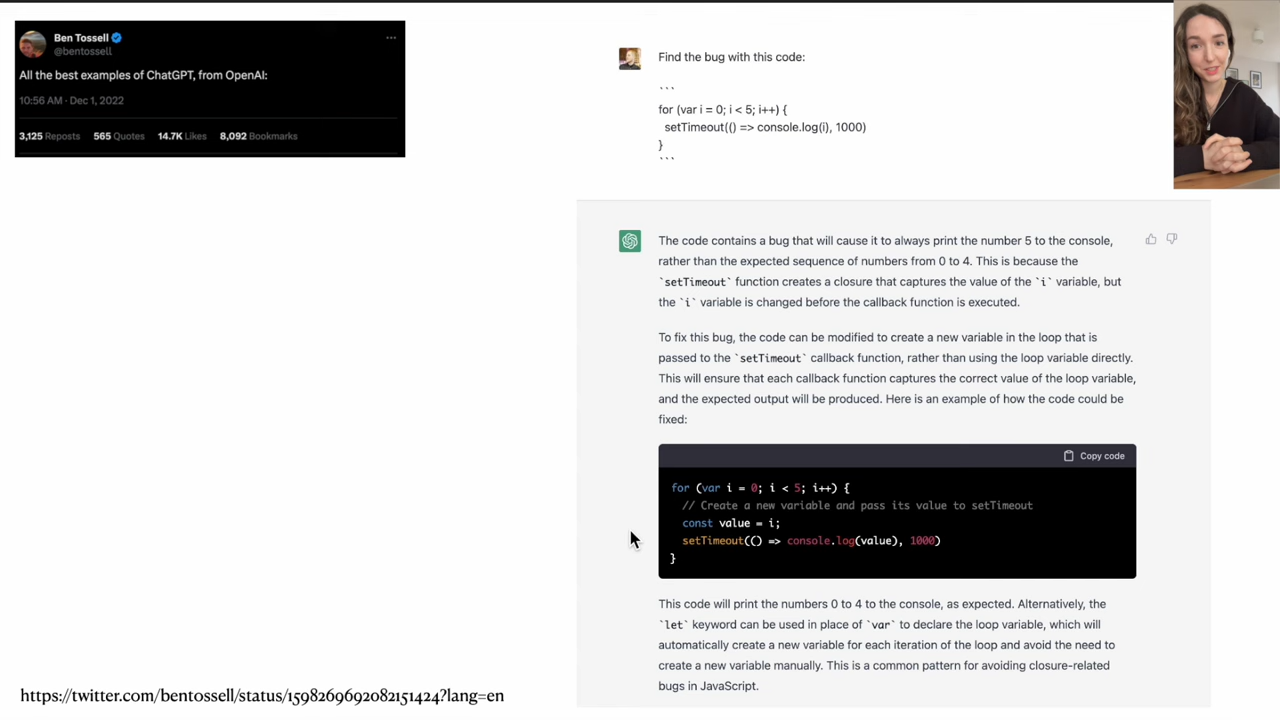 Ben Tossell
@bentossell
All the best examples of ChatGPT, from OpenAI:
10:56 AM · Dec 1, 2022
3,125 Reposts 565 Quotes 14.7K Likes 8,092 Bookmarks
Find the bug with this code:
```
for (var i = 0; i < 5; i++) {
setTimeout(() => console.log(i), 1000)
}
```
The code contains a bug that will cause it to always print the number 5 to the console,
rather than the expected sequence of numbers from 0 to 4. This is because the
`setTimeout` function creates a closure that captures the value of the `i` variable, but
the `i` variable is changed before the callback function is executed.
To fix this bug, the code can be modified to create a new variable in the loop that is
passed to the `setTimeout` callback function, rather than using the loop variable directly.
This will ensure that each callback function captures the correct value of the loop variable,
and the expected output will be produced. Here is an example of how the code could be
fixed:
Copy code
for (var i = 0; i < 5; i++) {
// Create a new variable and pass its value to setTimeout
const value = i;
setTimeout(() => console.log(value), 1000)
}
This code will print the numbers 0 to 4 to the console, as expected. Alternatively, the
`let` keyword can be used in place of `var` to declare the loop variable, which will
automatically create a new variable for each iteration of the loop and avoid the need to
create a new variable manually. This is a common pattern for avoiding closure-related
bugs in JavaScript.
https://twitter.com/bentossell/status/1598269692082151424?lang=en